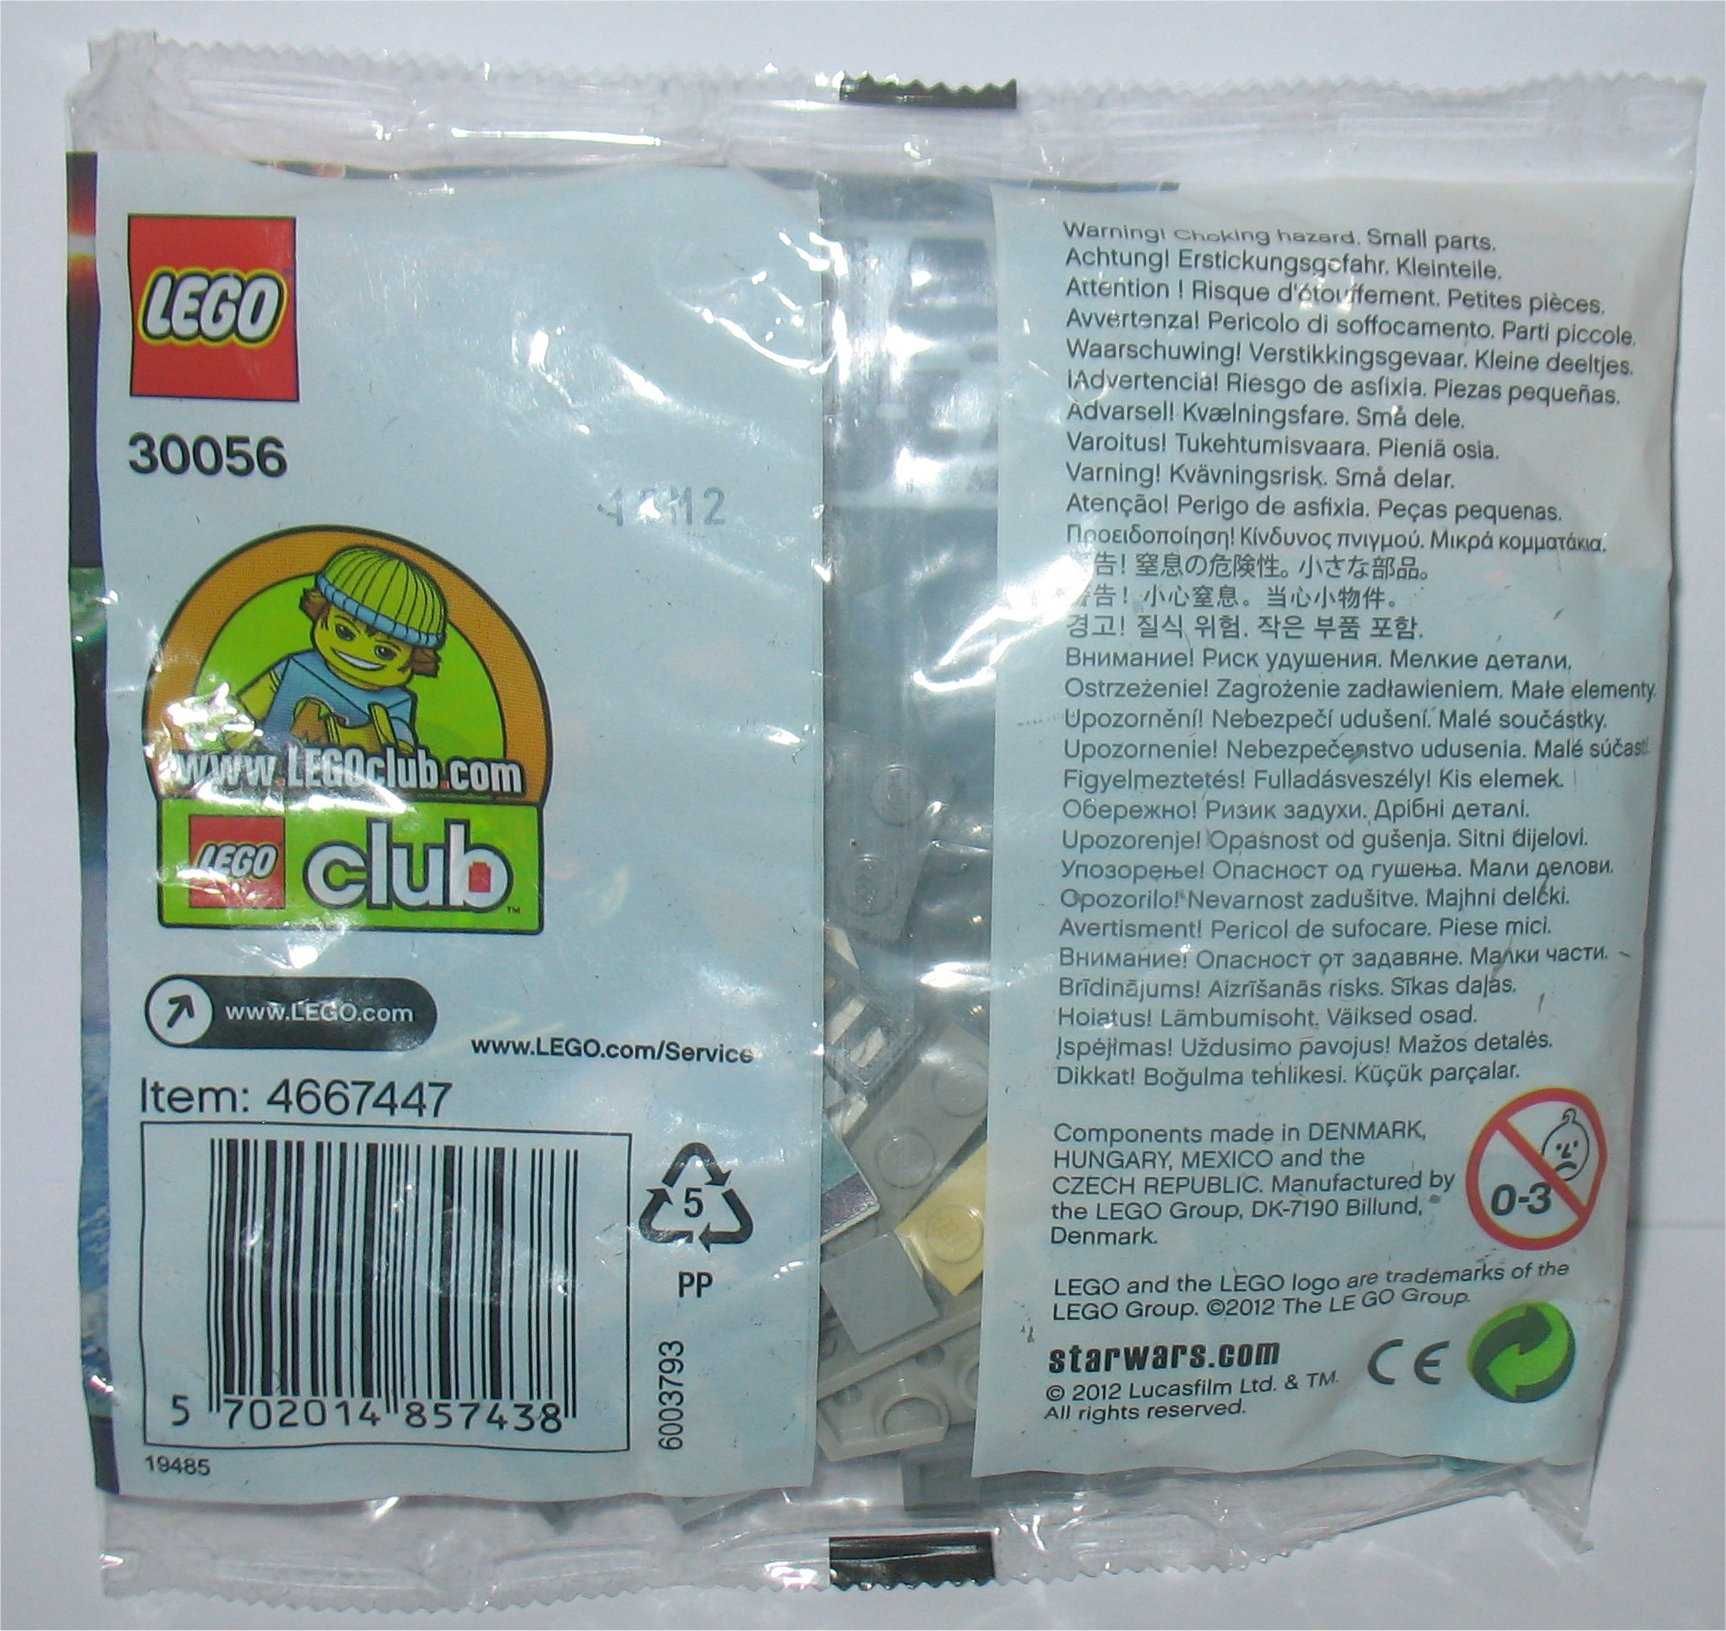 LEGO
30056
12
www.LEGOclub.com
LEGO club™
www.LEGO.com
www.LEGO.com/Service
Item: 4667447
5 702014 857438
19485
5
PP
6003793
Warning! Choking hazard. Small parts.
Achtung! Erstickungsgefahr. Kleinteile.
Attention ! Risque d'étouffement. Petites pièces.
Avvertenza! Pericolo di soffocamento. Parti piccole.
Waarschuwing! Verstikkingsgevaar. Kleine deeltjes.
¡Advertencia! Riesgo de asfixia. Piezas pequeñas.
Advarsel! Kvælningsfare. Små dele.
Varoitus! Tukehtumisvaara. Pieniä osia.
Varning! Kvävningsrisk. Små delar.
Atenção! Perigo de asfixia. Peças pequenas.
Προειδοποίηση! Κίνδυνος πνιγμού. Μικρά κομματάκια.
警告! 窒息の危険性。小さな部品。
警告! 小心窒息。当心小物件。
경고! 질식 위험. 작은 부품 포함.
Внимание! Риск удушения. Мелкие детали.
Ostrzeżenie! Zagrożenie zadławieniem. Małe elementy.
Upozornění! Nebezpečí udušení. Malé součástky.
Upozornenie! Nebezpečenstvo udusenia. Malé súčasti.
Figyelmeztetés! Fulladásveszély! Kis elemek.
Обережно! Ризик задухи. Дрібні деталі.
Upozorenje! Opasnost od gušenja. Sitni dijelovi.
Упозорење! Опасност од гушења. Мали делови.
Opozorilo! Nevarnost zadušitve. Majhni delčki.
Avertisment! Pericol de sufocare. Piese mici.
Внимание! Опасност от задавяне. Малки части.
Brīdinājums! Aizrīšanās risks. Sīkas daļas.
Hoiatus! Lämbumisoht. Väiksed osad.
Įspėjimas! Uždusimo pavojus! Mažos detalės.
Dikkat! Boğulma tehlikesi. Küçük parçalar.
Components made in DENMARK,
HUNGARY, MEXICO and the
CZECH REPUBLIC. Manufactured by
the LEGO Group, DK-7190 Billund,
Denmark.
0-3
LEGO and the LEGO logo are trademarks of the
LEGO Group. ©2012 The LEGO Group.
starwars.com
© 2012 Lucasfilm Ltd. & TM.
All rights reserved.
CE